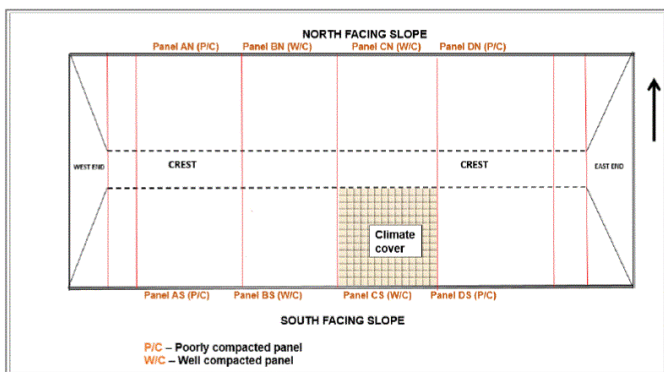 NORTH FACING SLOPE
Panel AN (P/C) Panel BN (W/C) Panel CN (W/C) Panel DN (P/C)
WEST END CREST CREST EAST END
Climate
cover
Panel AS (P/C) Panel BS (W/C) Panel CS (W/C) Panel DS (P/C)
SOUTH FACING SLOPE
P/C – Poorly compacted panel
W/C – Well compacted panel